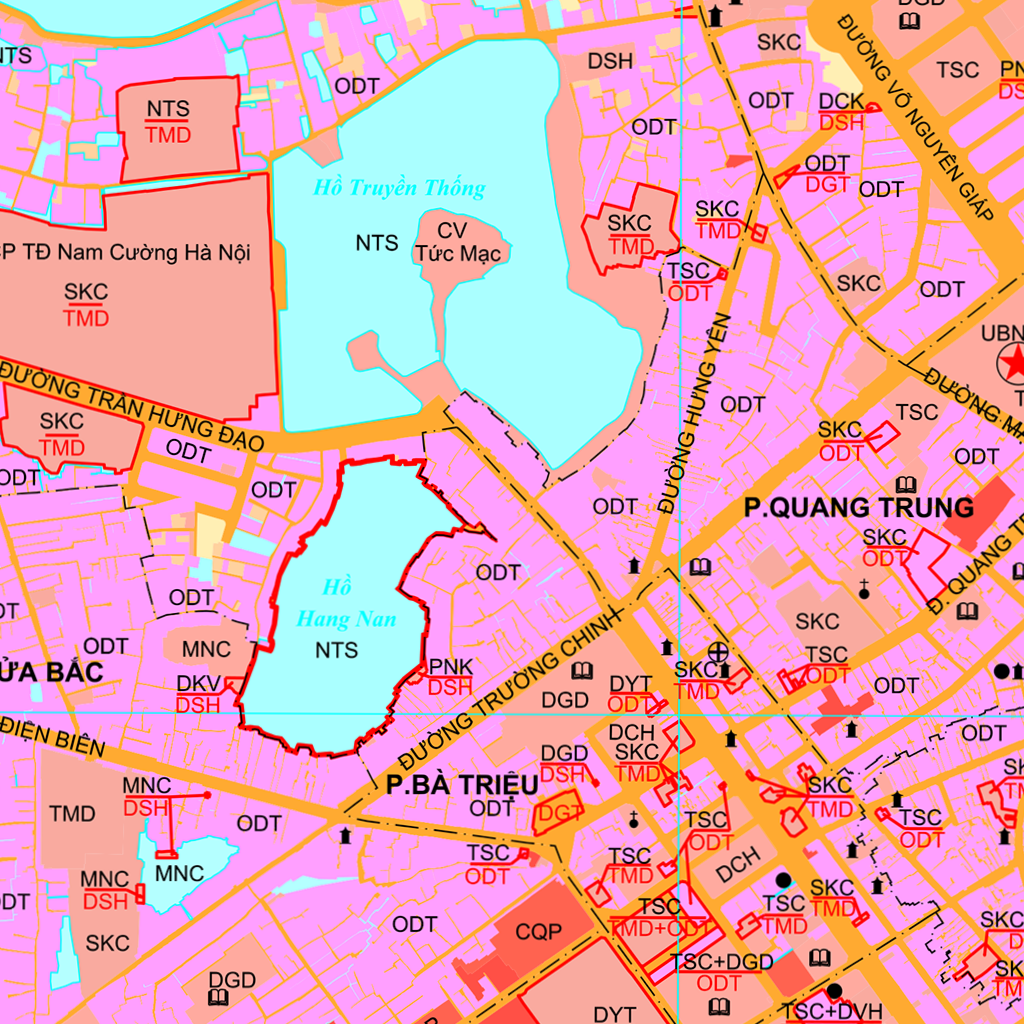 DGD
NTS
SKC
TSC
PN
DS
DSH
ODT
ĐƯỜNG VÕ NGUYÊN GIÁP
ODT
DCK
DSH
NTS
TMD
ODT
ODT
DGT
ODT
Hồ Truyền Thống
SKC
TMD
SKC
TMD
NTS
CV
Tức Mạc
CP TĐ Nam Cường Hà Nội
TSC
ODT
SKC
TMD
SKC
ODT
UBN
ĐƯỜNG TRẦN HƯNG ĐẠO
ĐƯỜNG HƯNG YÊN
ODT
TSC
ĐƯỜNG MẠ
SKC
TMD
SKC
ODT
ODT
ODT
ODT
ODT
ODT
P.QUANG TRUNG
SKC
ODT
Đ. QUANG T
ODT
ODT
Hồ
Hang Nan
NTS
SKC
ODT
MNC
ỬA BẮC
DKV
DSH
PNK
DSH
ĐƯỜNG TRƯỜNG CHINH
DGD
DYT
ODT
SKC
TMD
TSC
ODT
ODT
ĐIỆN BIÊN
DCH
SKC
TMD
DGD
DSH
ODT
P.BÀ TRIỆU
ODT
DGT
MNC
DSH
TMD
ODT
SKC
TMD
TSC
ODT
TSC
ODT
TSC
ODT
TSC
TMD
DCH
MNC
MNC
DSH
SKC
ODT
CQP
TSC
TMD+ODT
TSC
TMD
SKC
TMD
SKC
TSC+DGD
ODT
DGD
DYT
TSC+DVH